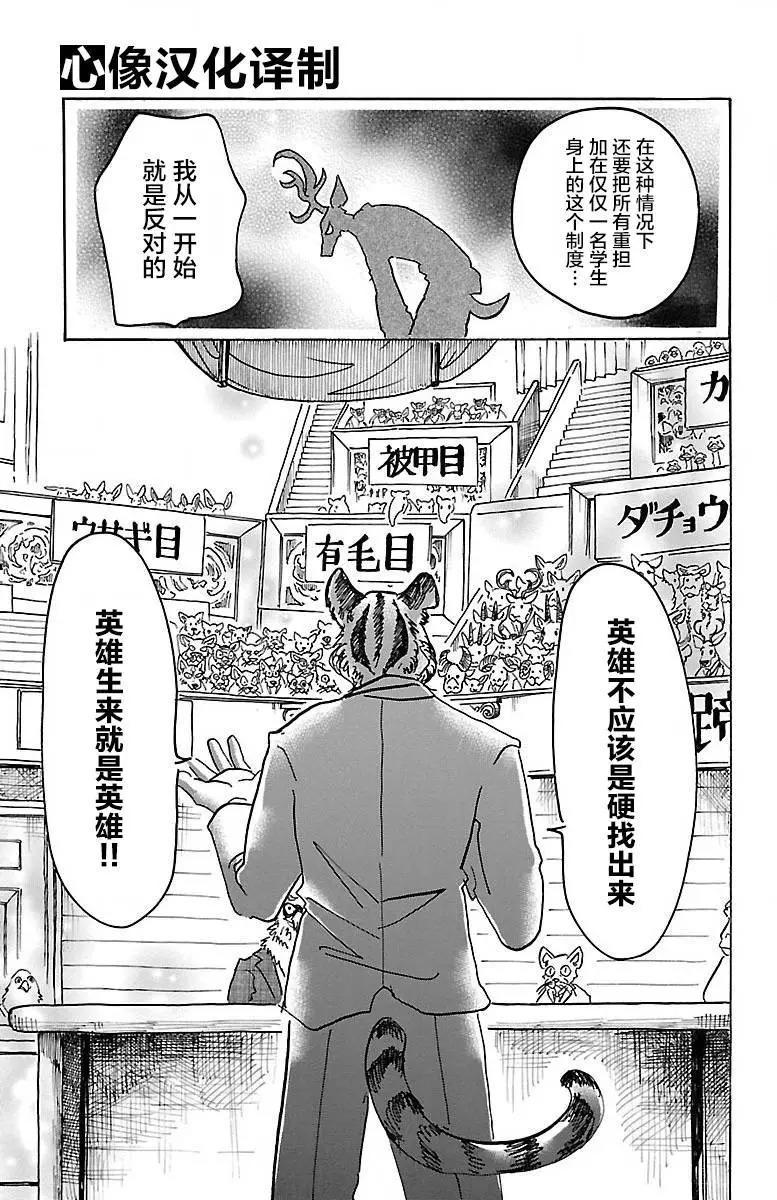 心像汉化译制
在这种情况下
还要把所有重担
加在仅仅一名学生
身上的这个制度…
我从一开始
就是反对的
カ
被甲目
ダチョウ
有毛目
ウサギ目
英雄不应该是硬找出来
英雄生来就是英雄!!